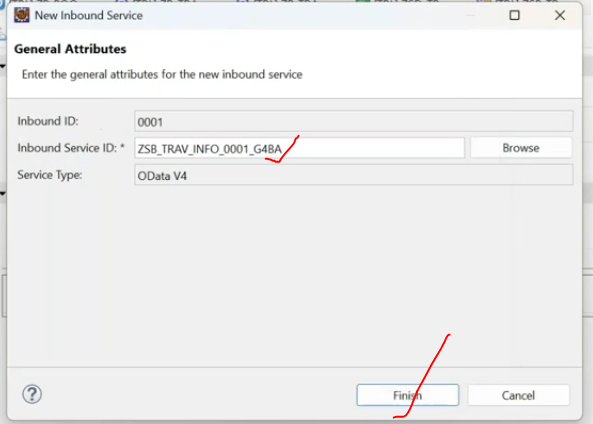 New Inbound Service
General Attributes
Enter the general attributes for the new inbound service
Inbound ID: 0001
Inbound Service ID: * ZSB_TRAV_INFO_0001_G4BA Browse
Service Type: OData V4
Finish Cancel